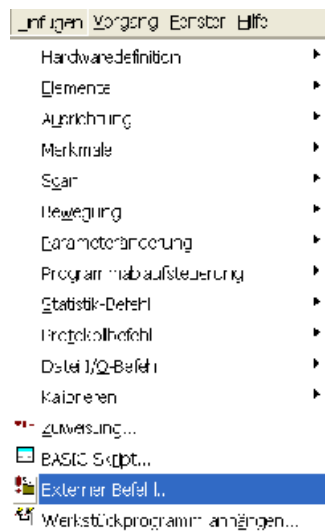 Einfügen Vorgang Fenster Hilfe
Hardwaredefinition
Elemente
Ausrichtung
Merkmale
Scan
Bewegung
Parameteränderung
Programmablaufsteuerung
Statistik-Befehl
Protokollbefehl
Datei I/O-Befehl
Kalibrieren
Zuweisung...
BASIC Skript...
Externer Befehl..
Werkstückprogramm anhängen...